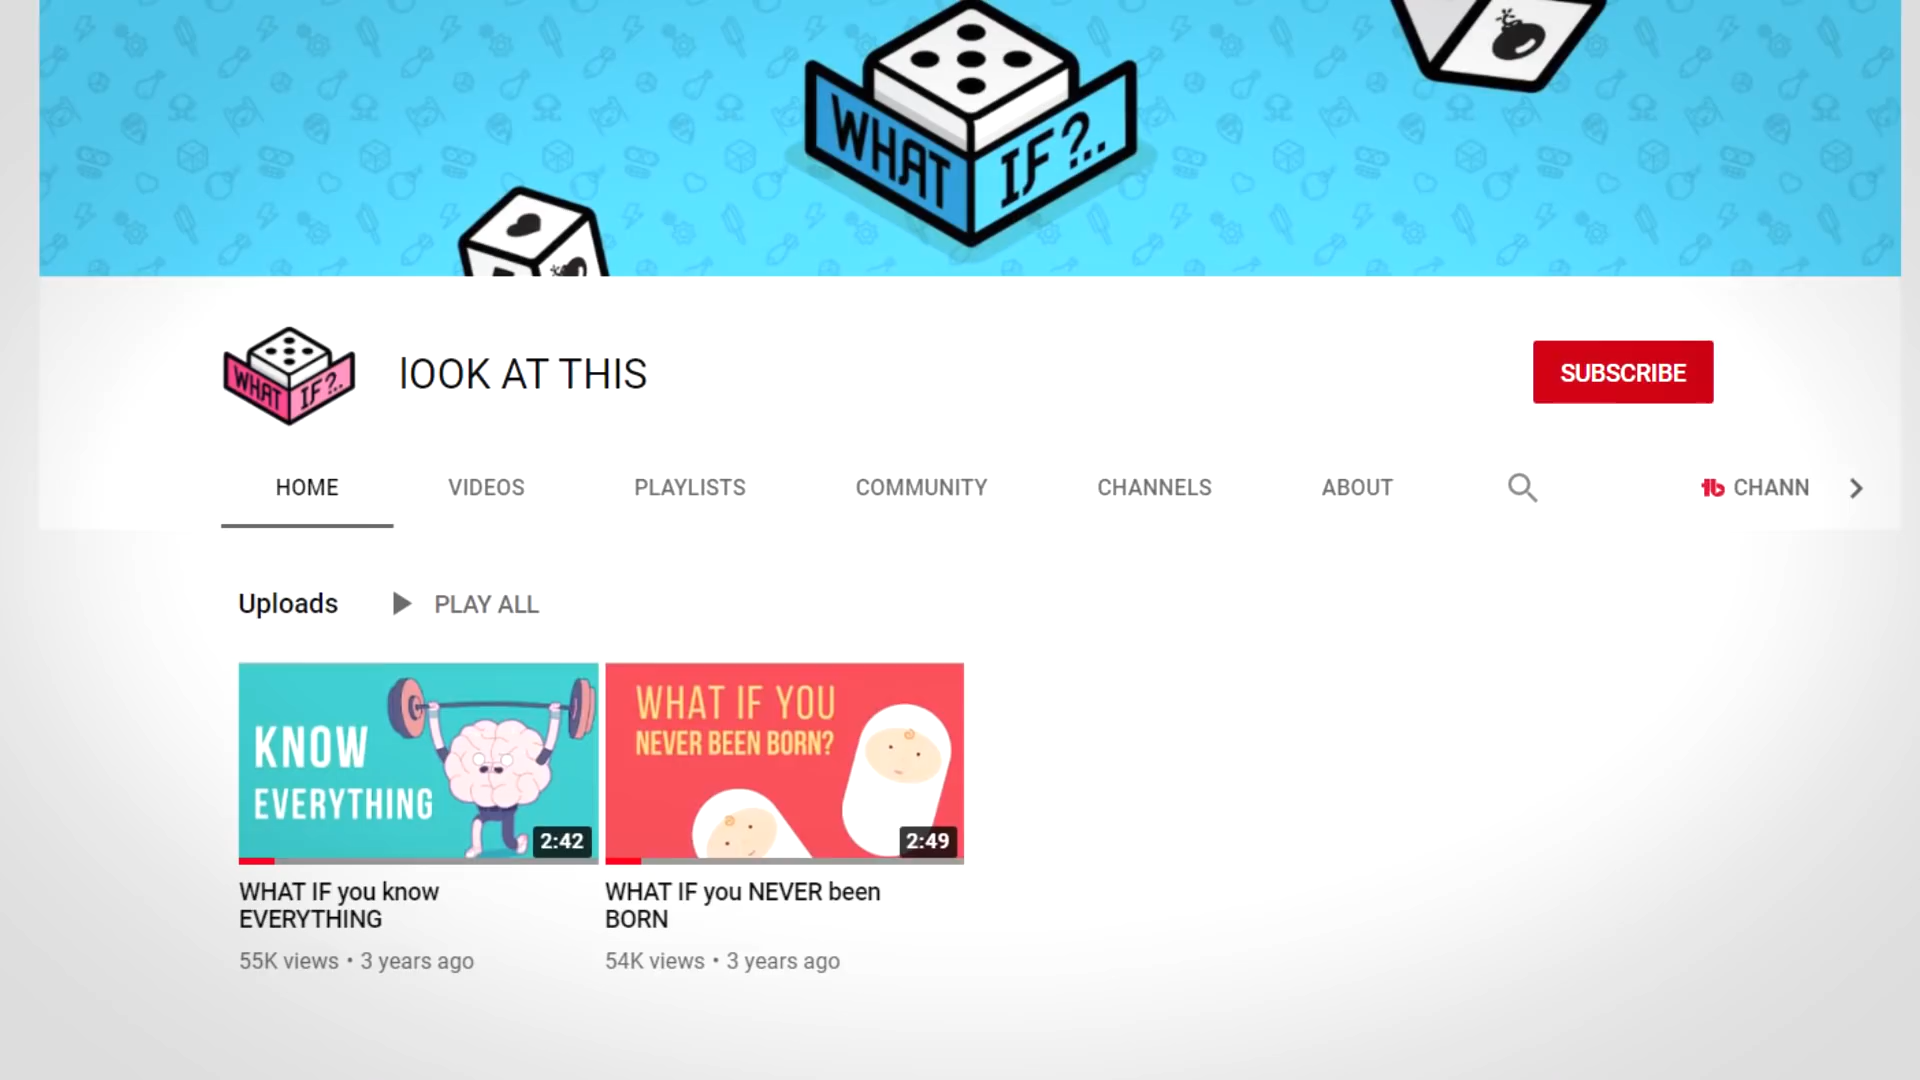 WHAT IF?..
WHAT IF?..
lOOK AT THIS
SUBSCRIBE
HOME VIDEOS PLAYLISTS COMMUNITY CHANNELS ABOUT CHANN
Uploads PLAY ALL
KNOW
EVERYTHING
2:42
WHAT IF YOU
NEVER BEEN BORN?
2:49
WHAT IF you know
EVERYTHING
55K views • 3 years ago
WHAT IF you NEVER been
BORN
54K views • 3 years ago